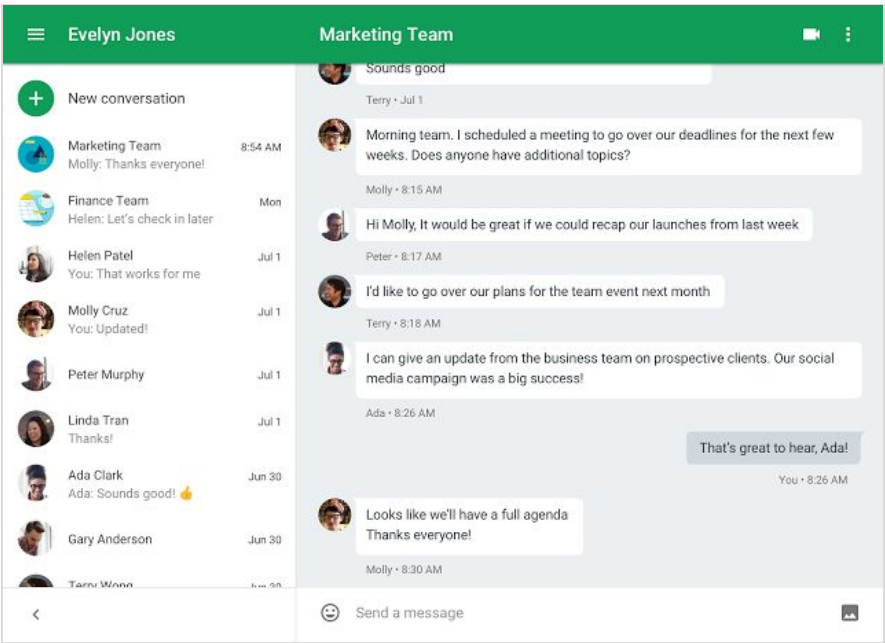 Evelyn Jones
New conversation
Marketing Team 8:54 AM
Molly: Thanks everyone!
Finance Team Mon
Helen: Let's check in later
Helen Patel Jul 1
You: That works for me
Molly Cruz Jul 1
You: Updated!
Peter Murphy Jul 1
Linda Tran Jul 1
Thanks!
Ada Clark Jun 30
Ada: Sounds good! 👍
Gary Anderson Jun 30
Terry Wong Jun 30
Marketing Team
Sounds good
Terry • Jul 1
Morning team. I scheduled a meeting to go over our deadlines for the next few
weeks. Does anyone have additional topics?
Molly • 8:15 AM
Hi Molly, It would be great if we could recap our launches from last week
Peter • 8:17 AM
I'd like to go over our plans for the team event next month
Terry • 8:18 AM
I can give an update from the business team on prospective clients. Our social
media campaign was a big success!
Ada • 8:26 AM
That's great to hear, Ada!
You • 8:26 AM
Looks like we'll have a full agenda
Thanks everyone!
Molly • 8:30 AM
Send a message